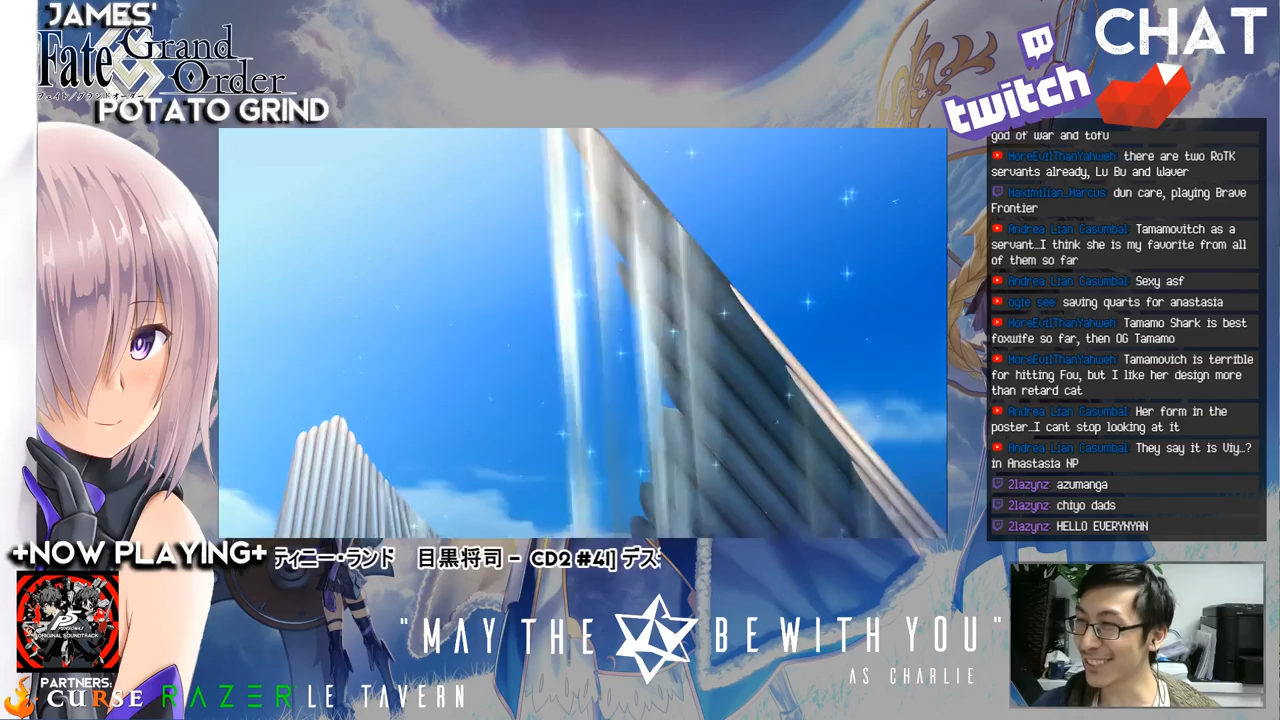 JAMES'
Fate
Grand
Order
フェイト/グランドオーダー
POTATO GRIND
twitch
CHAT
god of war and tofu
MoreEvilThanYahweh: there are two RoTK
servants already, Lu Bu and Waver
Maximilian_Marcus: dun care, playing Brave
Frontier
Andrea Lian Casumbal: Tamamovitch as a
servant...I think she is my favorite from all
of them so far
Andrea Lian Casumbal: Sexy asf
ogie see: saving quarts for anastasia
MoreEvilThanYahweh: Tamamo Shark is best
foxwife so far, then OG Tamamo
MoreEvilThanYahweh: Tamamovich is terrible
for hitting Fou, but I like her design more
than retard cat
Andrea Lian Casumbal: Her form in the
poster...I cant stop looking at it
Andrea Lian Casumbal: They say it is Viy...?
in Anastasia NP
2lazynz: azumanga
2lazynz: chiyo dads
2lazynz: HELLO EVERYNYAN
+NOW PLAYING+
ティニー・ランド 目黒将司 - CD2 #4] デス
P5
PERSONA5
ORIGINAL SOUNDTRACK
"MAY THE BE WITH YOU"
AS CHARLIE
PARTNERS:
CURSE RAZER LE TAVERN